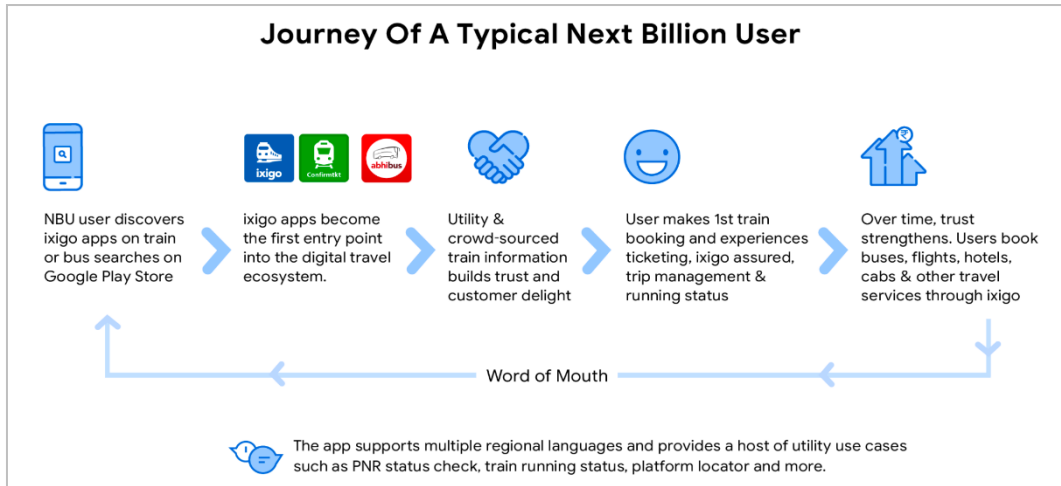 Journey Of A Typical Next Billion User
ixigo
Confirmtkt
abhibus
₹
NBU user discovers
ixigo apps on train
or bus searches on
Google Play Store
ixigo apps become
the first entry point
into the digital travel
ecosystem.
Utility &
crowd-sourced
train information
builds trust and
customer delight
User makes 1st train
booking and experiences
ticketing, ixigo assured,
trip management &
running status
Over time, trust
strengthens. Users book
buses, flights, hotels,
cabs & other travel
services through ixigo
Word of Mouth
The app supports multiple regional languages and provides a host of utility use cases
such as PNR status check, train running status, platform locator and more.